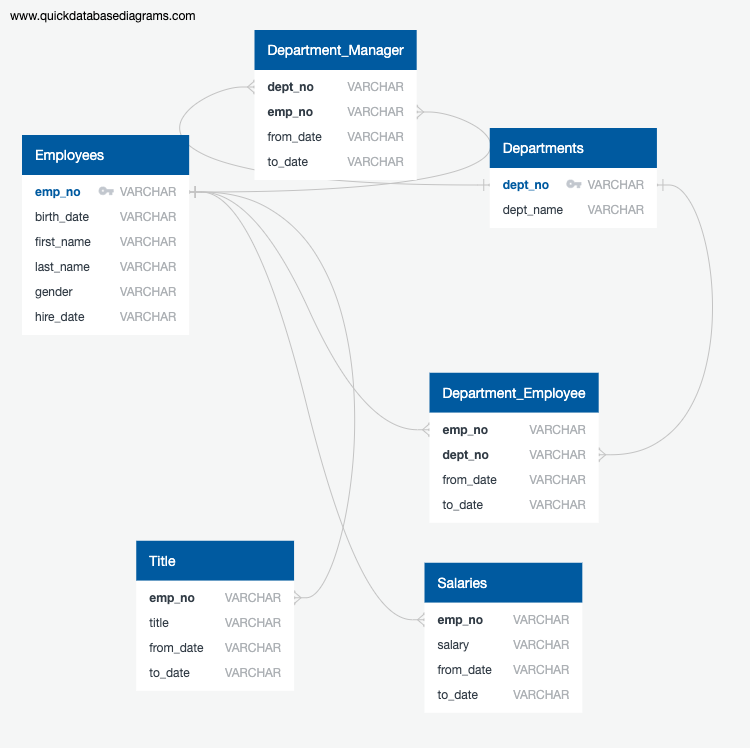 www.quickdatabasediagrams.com
Department_Manager
dept_no VARCHAR
emp_no VARCHAR
from_date VARCHAR
to_date VARCHAR
Employees
emp_no VARCHAR
birth_date VARCHAR
first_name VARCHAR
last_name VARCHAR
gender VARCHAR
hire_date VARCHAR
Departments
dept_no VARCHAR
dept_name VARCHAR
Department_Employee
emp_no VARCHAR
dept_no VARCHAR
from_date VARCHAR
to_date VARCHAR
Title
emp_no VARCHAR
title VARCHAR
from_date VARCHAR
to_date VARCHAR
Salaries
emp_no VARCHAR
salary VARCHAR
from_date VARCHAR
to_date VARCHAR